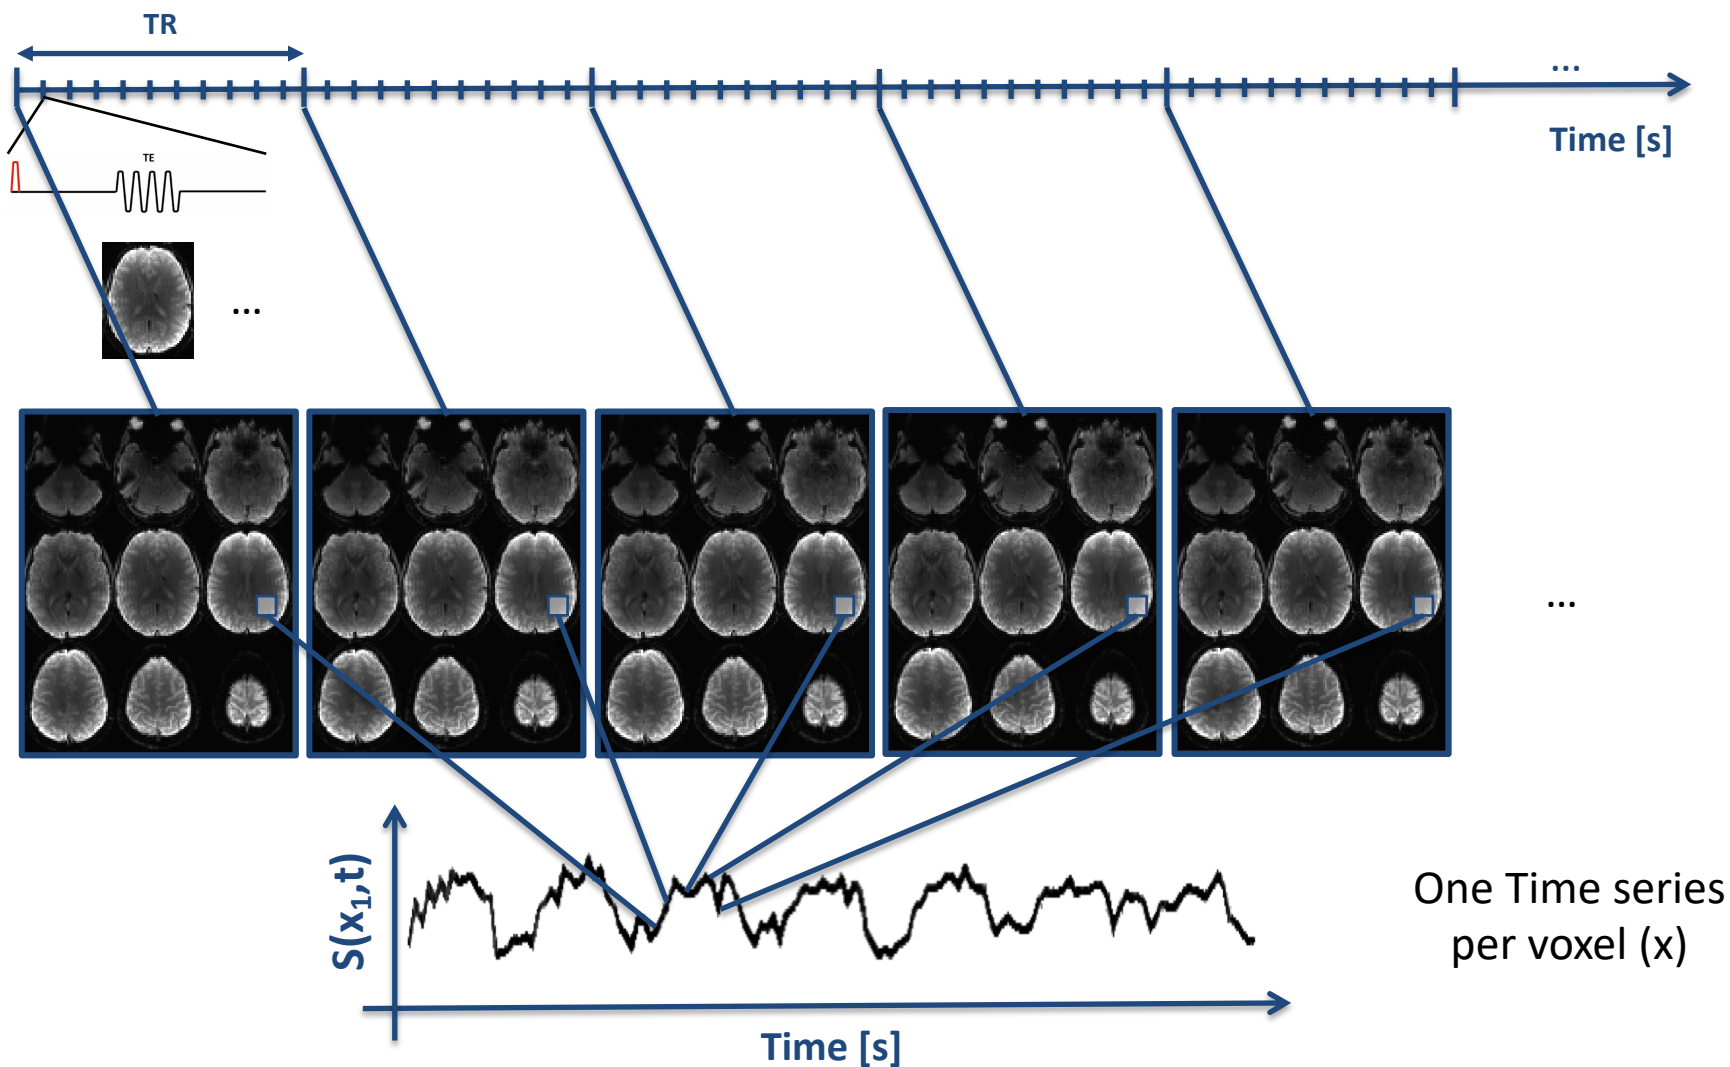 TR
...
Time [s]
TE
...
...
S(x₁,t)
One Time series
per voxel (x)
Time [s]